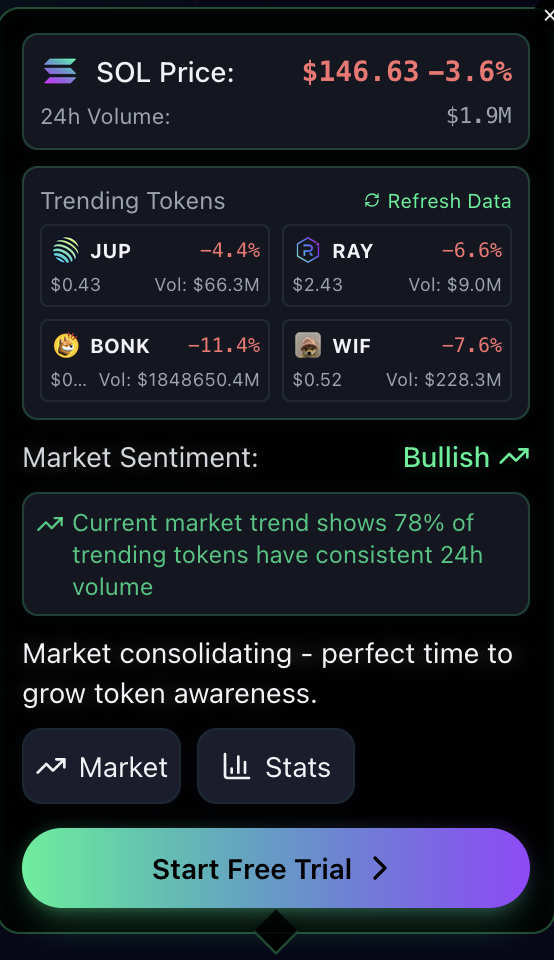 SOL Price: $146.63 −3.6%
24h Volume: $1.9M
Trending Tokens Refresh Data
JUP −4.4%
$0.43 Vol: $66.3M
RAY −6.6%
$2.43 Vol: $9.0M
BONK −11.4%
$0... Vol: $1848650.4M
WIF −7.6%
$0.52 Vol: $228.3M
Market Sentiment: Bullish
Current market trend shows 78% of
trending tokens have consistent 24h
volume
Market consolidating - perfect time to
grow token awareness.
Market
Stats
Start Free Trial